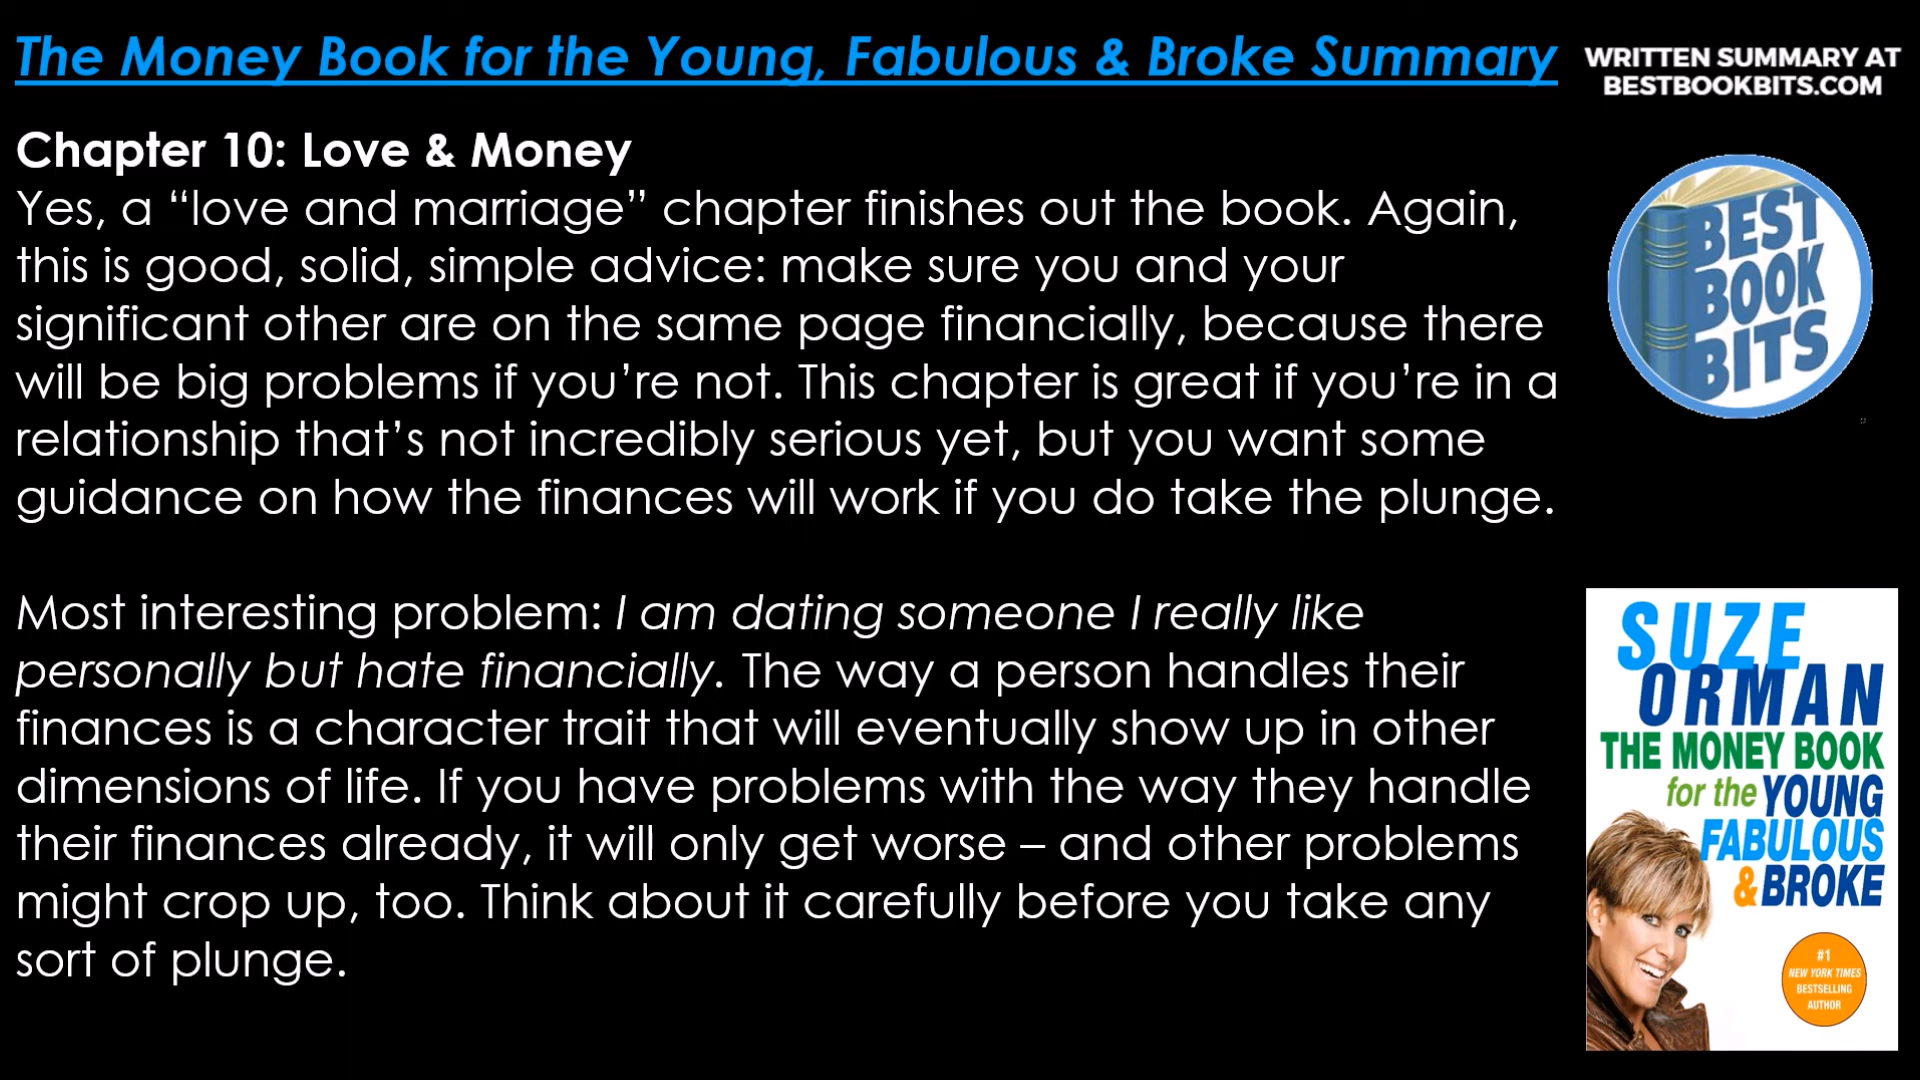 The Money Book for the Young, Fabulous & Broke Summary
WRITTEN SUMMARY AT
BESTBOOKBITS.COM
Chapter 10: Love & Money
Yes, a “love and marriage” chapter finishes out the book. Again,
this is good, solid, simple advice: make sure you and your
significant other are on the same page financially, because there
will be big problems if you’re not. This chapter is great if you’re in a
relationship that’s not incredibly serious yet, but you want some
guidance on how the finances will work if you do take the plunge.
Most interesting problem: I am dating someone I really like
personally but hate financially. The way a person handles their
finances is a character trait that will eventually show up in other
dimensions of life. If you have problems with the way they handle
their finances already, it will only get worse – and other problems
might crop up, too. Think about it carefully before you take any
sort of plunge.
BEST
BOOK
BITS
SUZE
ORMAN
THE MONEY BOOK
for the YOUNG
FABULOUS
& BROKE
#1
NEW YORK TIMES
BESTSELLING
AUTHOR